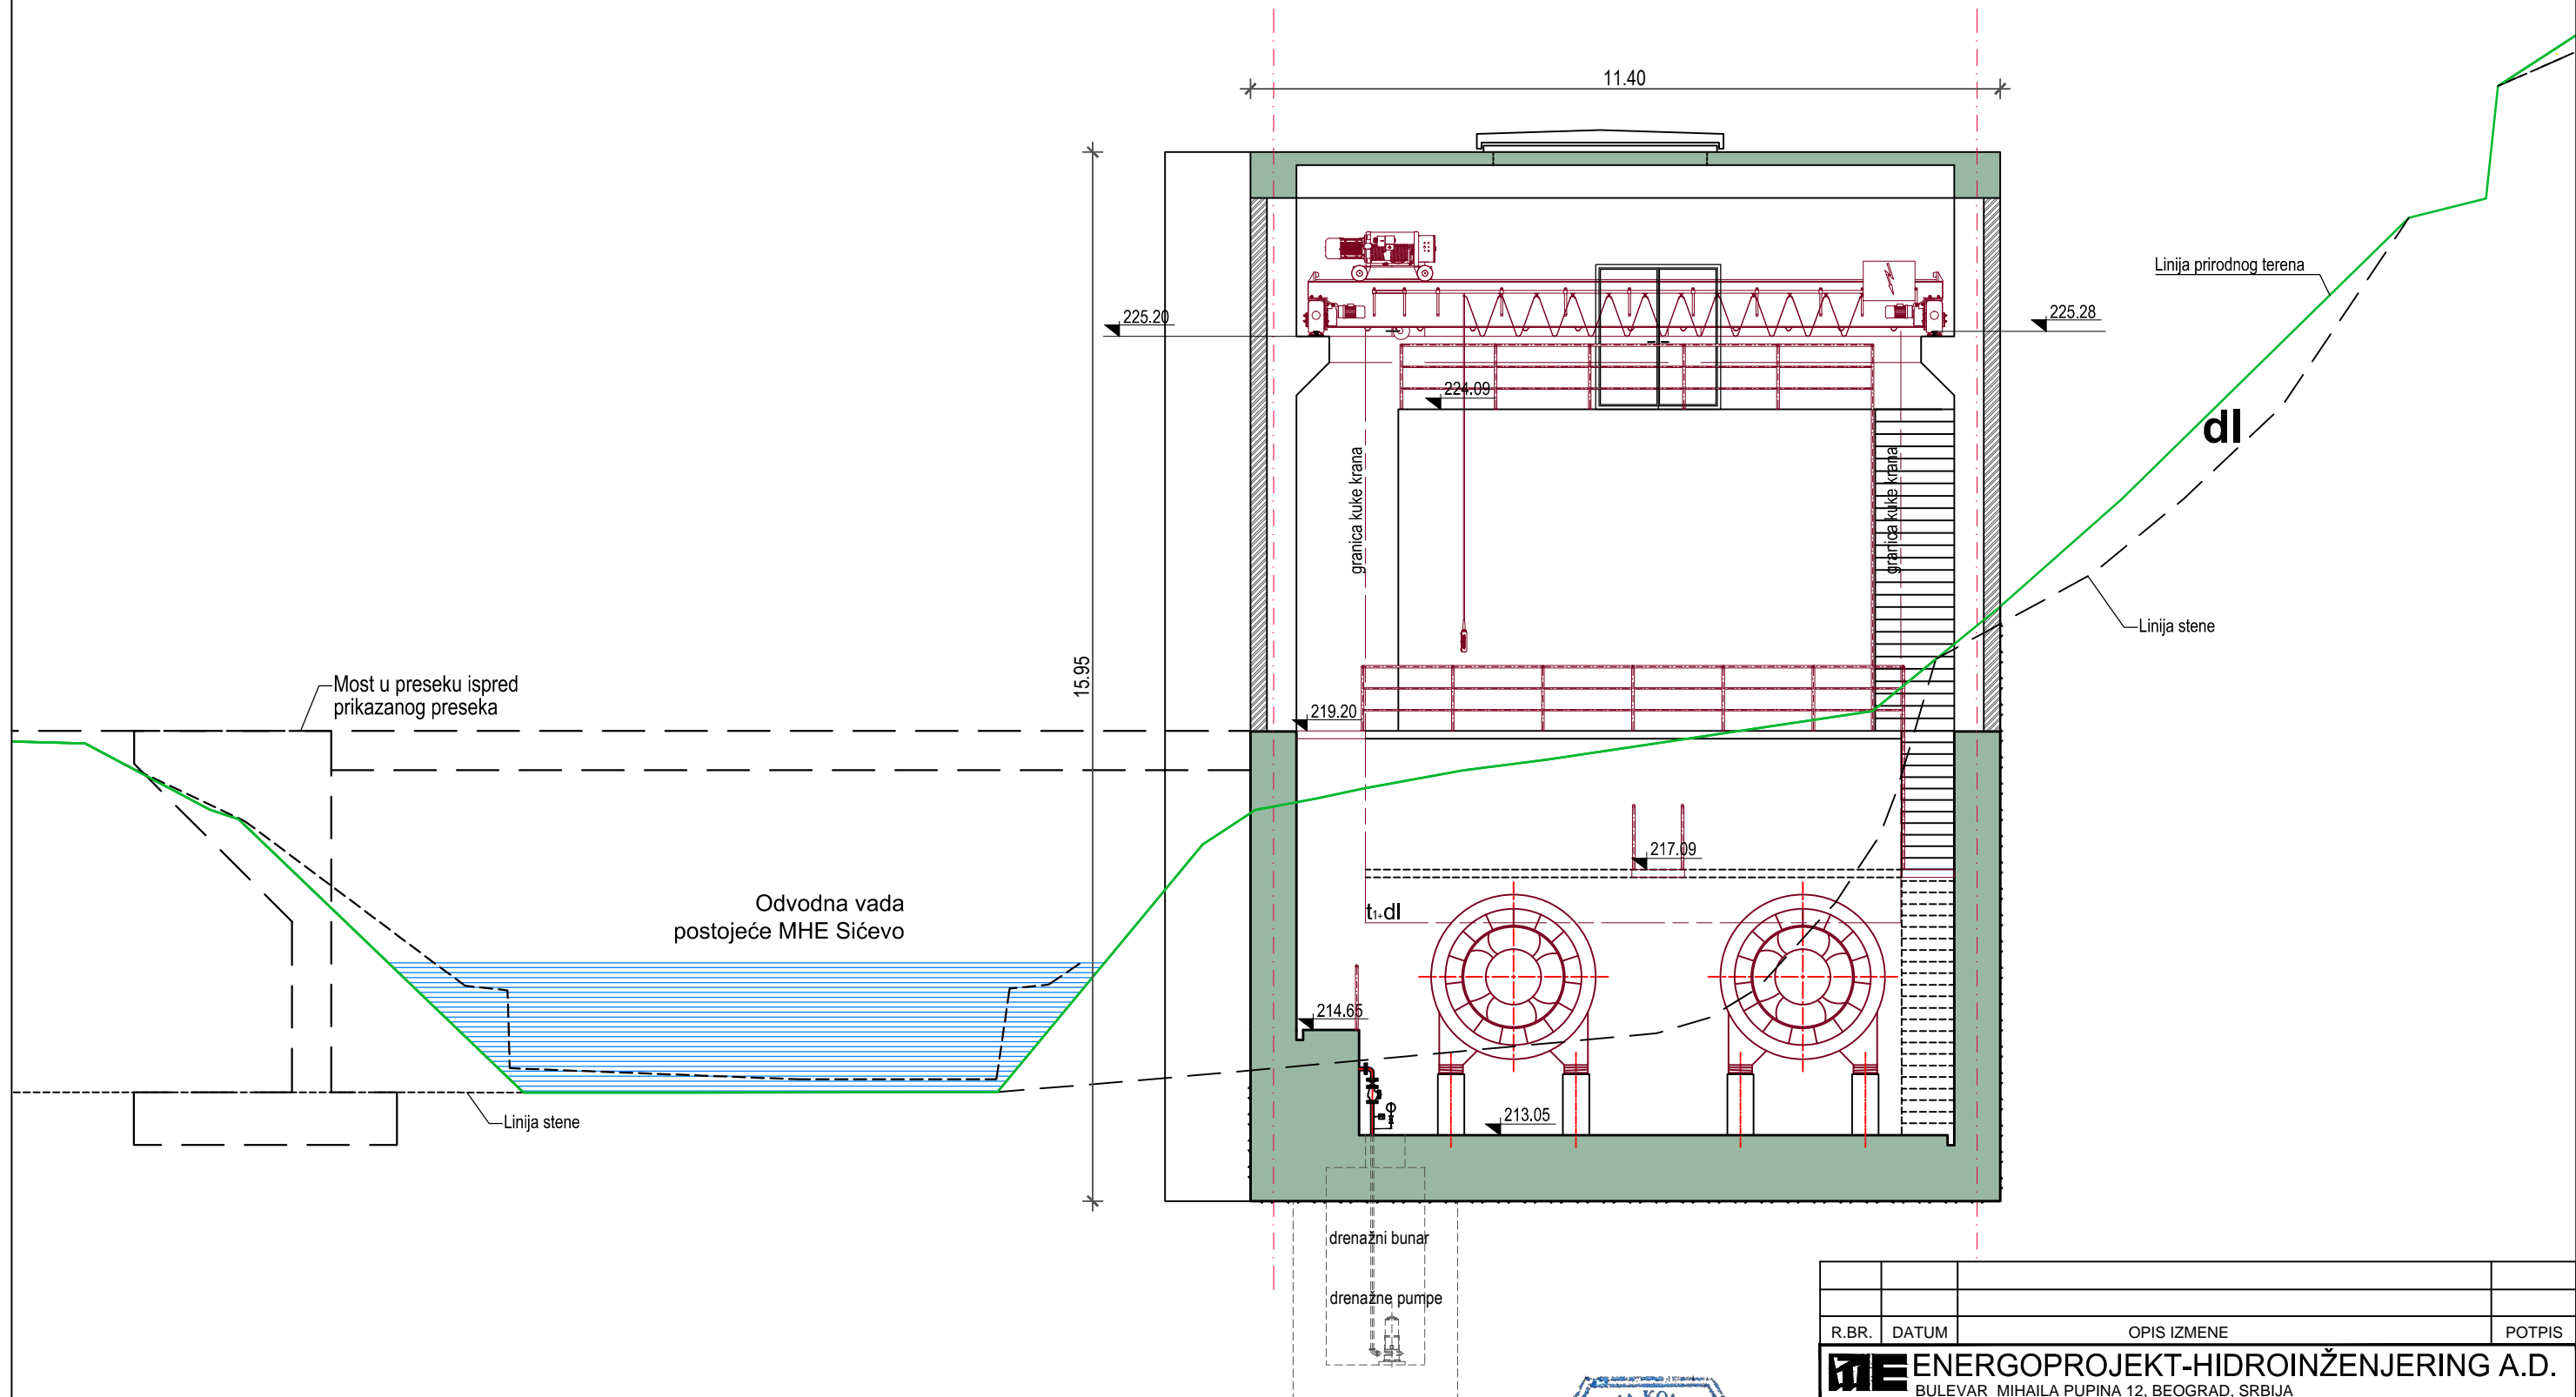 11.40
Linija prirodnog terena
225.20
225.28
224.09
dl
granica kuke krana
granica kuke krana
Linija stene
15.95
Most u preseku ispred
prikazanog preseka
219.20
217.09
Odvodna vada
postojeće MHE Sićevo
t1+dl
214.65
213.05
Linija stene
drenažni bunar
drenažne pumpe
R.BR. DATUM OPIS IZMENE POTPIS
ENERGOPROJEKT-HIDROINŽENJERING A.D.
BULEVAR MIHAILA PUPINA 12, BEOGRAD, SRBIJA